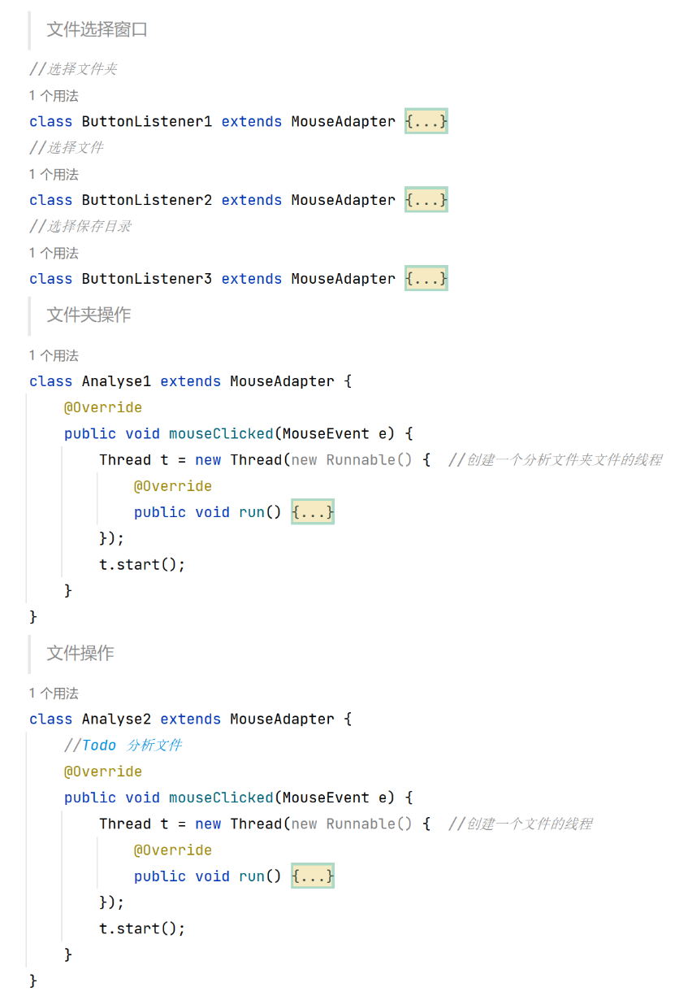 文件选择窗口
//选择文件夹
1 个用法
class ButtonListener1 extends MouseAdapter {...}
//选择文件
1 个用法
class ButtonListener2 extends MouseAdapter {...}
//选择保存目录
1 个用法
class ButtonListener3 extends MouseAdapter {...}
文件夹操作
1 个用法
class Analyse1 extends MouseAdapter {
@Override
public void mouseClicked(MouseEvent e) {
Thread t = new Thread(new Runnable() {  //创建一个分析文件夹文件的线程
@Override
public void run() {...}
});
t.start();
}
}
文件操作
1 个用法
class Analyse2 extends MouseAdapter {
//Todo 分析文件
@Override
public void mouseClicked(MouseEvent e) {
Thread t = new Thread(new Runnable() {  //创建一个文件的线程
@Override
public void run() {...}
});
t.start();
}
}